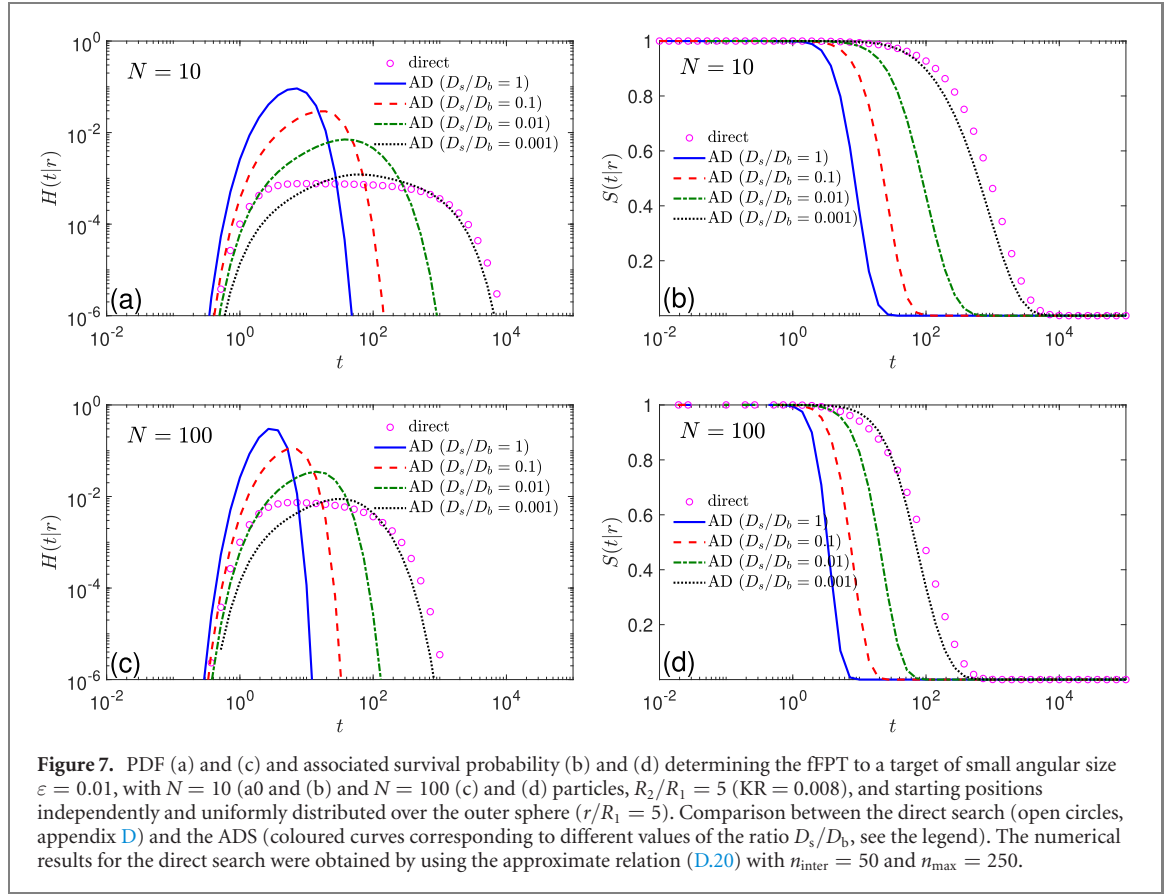 N = 10
direct
AD (D_s/D_b = 1)
AD (D_s/D_b = 0.1)
AD (D_s/D_b = 0.01)
AD (D_s/D_b = 0.001)
H(t|r)
10^0
10^-2
10^-4
10^-6
(a)
10^-2 10^0 10^2 10^4
t
N = 10
direct
AD (D_s/D_b = 1)
AD (D_s/D_b = 0.1)
AD (D_s/D_b = 0.01)
AD (D_s/D_b = 0.001)
S(t|r)
1
0.8
0.6
0.4
0.2
(b)
10^-2 10^0 10^2 10^4
t
N = 100
direct
AD (D_s/D_b = 1)
AD (D_s/D_b = 0.1)
AD (D_s/D_b = 0.01)
AD (D_s/D_b = 0.001)
H(t|r)
10^0
10^-2
10^-4
10^-6
(c)
10^-2 10^0 10^2 10^4
t
N = 100
direct
AD (D_s/D_b = 1)
AD (D_s/D_b = 0.1)
AD (D_s/D_b = 0.01)
AD (D_s/D_b = 0.001)
S(t|r)
1
0.8
0.6
0.4
0.2
(d)
10^-2 10^0 10^2 10^4
t
Figure 7. PDF (a) and (c) and associated survival probability (b) and (d) determining the fFPT to a target of small angular size
ε = 0.01, with N = 10 (a0 and (b) and N = 100 (c) and (d) particles, R_2/R_1 = 5 (KR = 0.008), and starting positions
independently and uniformly distributed over the outer sphere (r/R_1 = 5). Comparison between the direct search (open circles,
appendix D) and the ADS (coloured curves corresponding to different values of the ratio D_s/D_b, see the legend). The numerical
results for the direct search were obtained by using the approximate relation (D.20) with n_inter = 50 and n_max = 250.